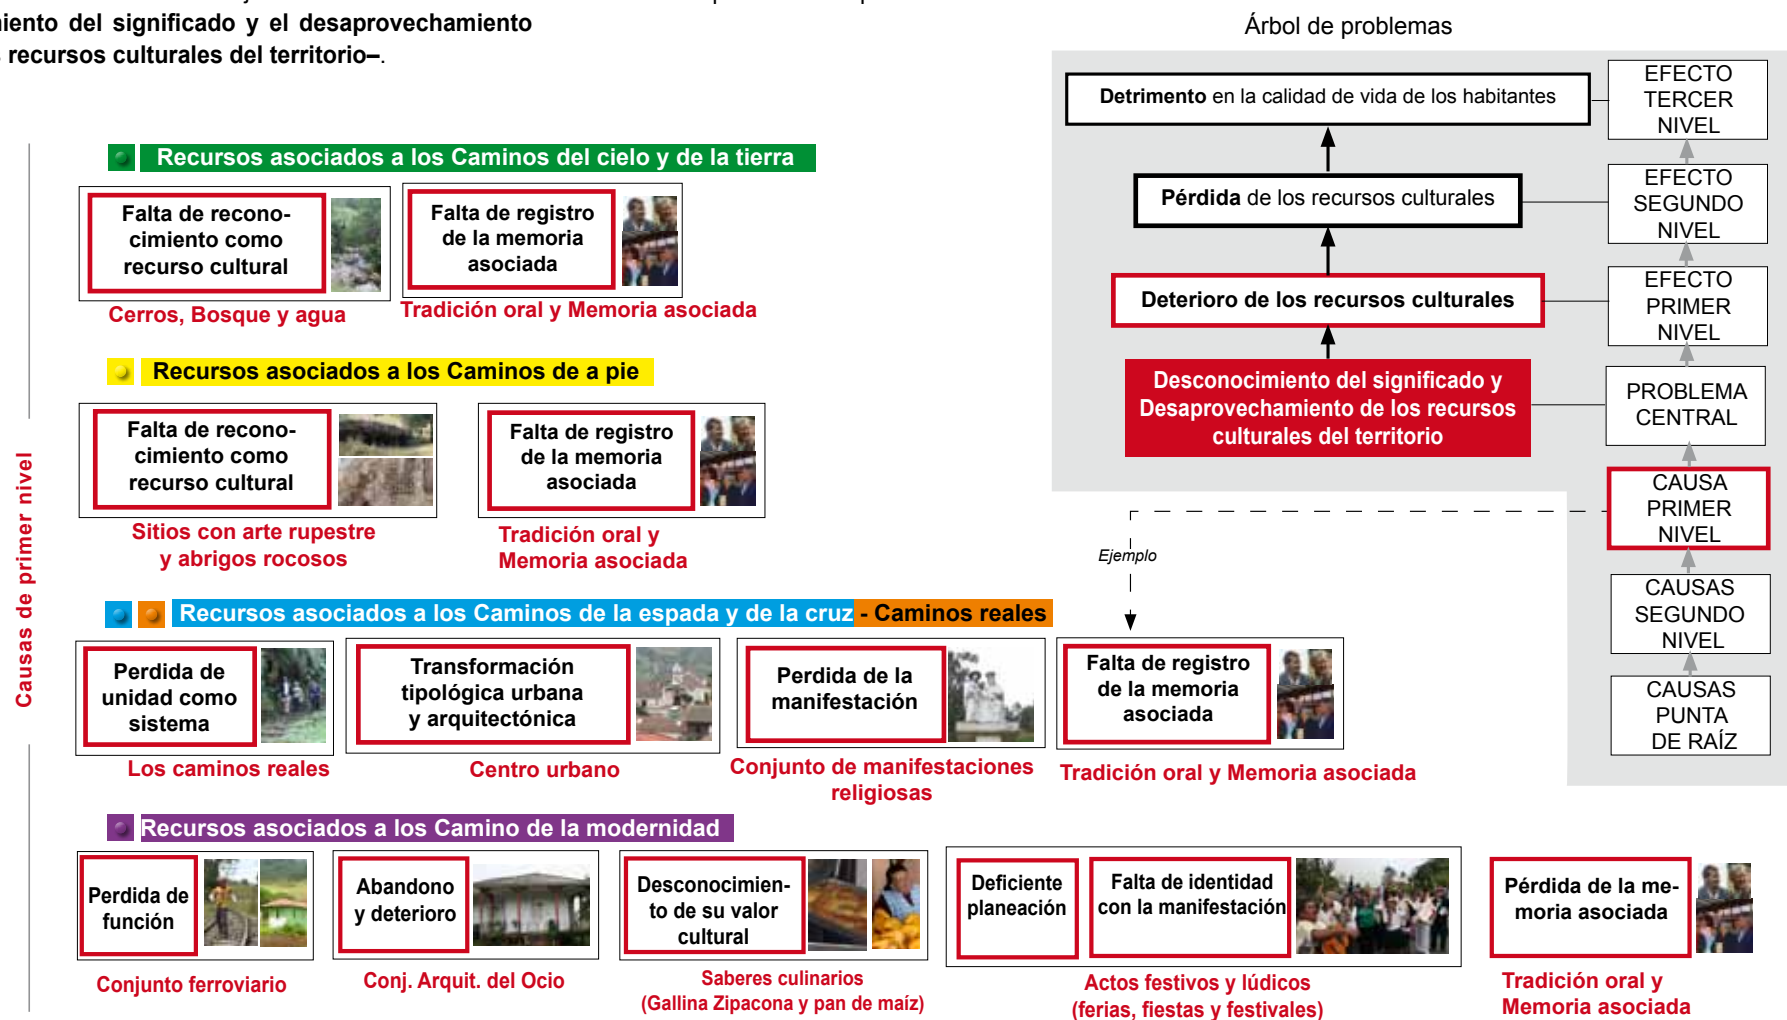 miento del significado y el desaprovechamiento
recursos culturales del territorio–.
Árbol de problemas
Detrimento en la calidad de vida de los habitantes
EFECTO
TERCER
NIVEL
Pérdida de los recursos culturales
EFECTO
SEGUNDO
NIVEL
Deterioro de los recursos culturales
EFECTO
PRIMER
NIVEL
Desconocimiento del significado y
Desaprovechamiento de los recursos
culturales del territorio
PROBLEMA
CENTRAL
CAUSA
PRIMER
NIVEL
Ejemplo
CAUSAS
SEGUNDO
NIVEL
CAUSAS
PUNTA
DE RAÍZ
Causas de primer nivel
Recursos asociados a los Caminos del cielo y de la tierra
Falta de recono-
cimiento como
recurso cultural
Cerros, Bosque y agua
Falta de registro
de la memoria
asociada
Tradición oral y Memoria asociada
Recursos asociados a los Caminos de a pie
Falta de recono-
cimiento como
recurso cultural
Sitios con arte rupestre
y abrigos rocosos
Falta de registro
de la memoria
asociada
Tradición oral y
Memoria asociada
Recursos asociados a los Caminos de la espada y de la cruz - Caminos reales
Perdida de
unidad como
sistema
Los caminos reales
Transformación
tipológica urbana
y arquitectónica
Centro urbano
Perdida de la
manifestación
Conjunto de manifestaciones
religiosas
Falta de registro
de la memoria
asociada
Tradición oral y Memoria asociada
Recursos asociados a los Camino de la modernidad
Perdida de
función
Conjunto ferroviario
Abandono
y deterioro
Conj. Arquit. del Ocio
Desconocimien-
to de su valor
cultural
Saberes culinarios
(Gallina Zipacona y pan de maíz)
Deficiente
planeación
Falta de identidad
con la manifestación
Actos festivos y lúdicos
(ferias, fiestas y festivales)
Pérdida de la me-
moria asociada
Tradición oral y
Memoria asociada